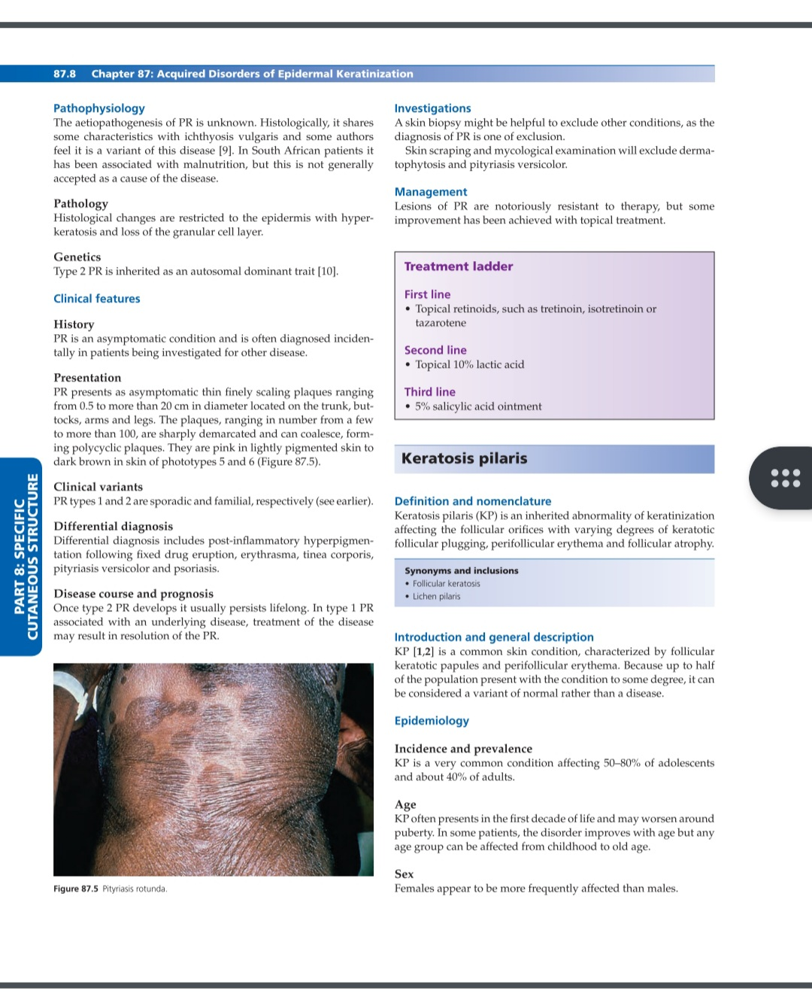 87.8 Chapter 87: Acquired Disorders of Epidermal Keratinization
Pathophysiology
The aetiopathogenesis of PR is unknown. Histologically, it shares
some characteristics with ichthyosis vulgaris and some authors
feel it is a variant of this disease [9]. In South African patients it
has been associated with malnutrition, but this is not generally
accepted as a cause of the disease.
Pathology
Histological changes are restricted to the epidermis with hyper-
keratosis and loss of the granular cell layer.
Genetics
Type 2 PR is inherited as an autosomal dominant trait [10].
Clinical features
History
PR is an asymptomatic condition and is often diagnosed inciden-
tally in patients being investigated for other disease.
Presentation
PR presents as asymptomatic thin finely scaling plaques ranging
from 0.5 to more than 20 cm in diameter located on the trunk, but-
tocks, arms and legs. The plaques, ranging in number from a few
to more than 100, are sharply demarcated and can coalesce, form-
ing polycyclic plaques. They are pink in lightly pigmented skin to
dark brown in skin of phototypes 5 and 6 (Figure 87.5).
Clinical variants
PR types 1 and 2 are sporadic and familial, respectively (see earlier).
Differential diagnosis
Differential diagnosis includes post-inflammatory hyperpigmen-
tation following fixed drug eruption, erythrasma, tinea corporis,
pityriasis versicolor and psoriasis.
Disease course and prognosis
Once type 2 PR develops it usually persists lifelong. In type 1 PR
associated with an underlying disease, treatment of the disease
may result in resolution of the PR.
Figure 87.5 Pityriasis rotunda.
Investigations
A skin biopsy might be helpful to exclude other conditions, as the
diagnosis of PR is one of exclusion.
Skin scraping and mycological examination will exclude derma-
tophytosis and pityriasis versicolor.
Management
Lesions of PR are notoriously resistant to therapy, but some
improvement has been achieved with topical treatment.
Treatment ladder
First line
• Topical retinoids, such as tretinoin, isotretinoin or
tazarotene
Second line
• Topical 10% lactic acid
Third line
• 5% salicylic acid ointment
Keratosis pilaris
Definition and nomenclature
Keratosis pilaris (KP) is an inherited abnormality of keratinization
affecting the follicular orifices with varying degrees of keratotic
follicular plugging, perifollicular erythema and follicular atrophy.
Synonyms and inclusions
• Follicular keratosis
• Lichen pilaris
Introduction and general description
KP [1,2] is a common skin condition, characterized by follicular
keratotic papules and perifollicular erythema. Because up to half
of the population present with the condition to some degree, it can
be considered a variant of normal rather than a disease.
Epidemiology
Incidence and prevalence
KP is a very common condition affecting 50–80% of adolescents
and about 40% of adults.
Age
KP often presents in the first decade of life and may worsen around
puberty. In some patients, the disorder improves with age but any
age group can be affected from childhood to old age.
Sex
Females appear to be more frequently affected than males.
PART 8: SPECIFIC
CUTANEOUS STRUCTURE